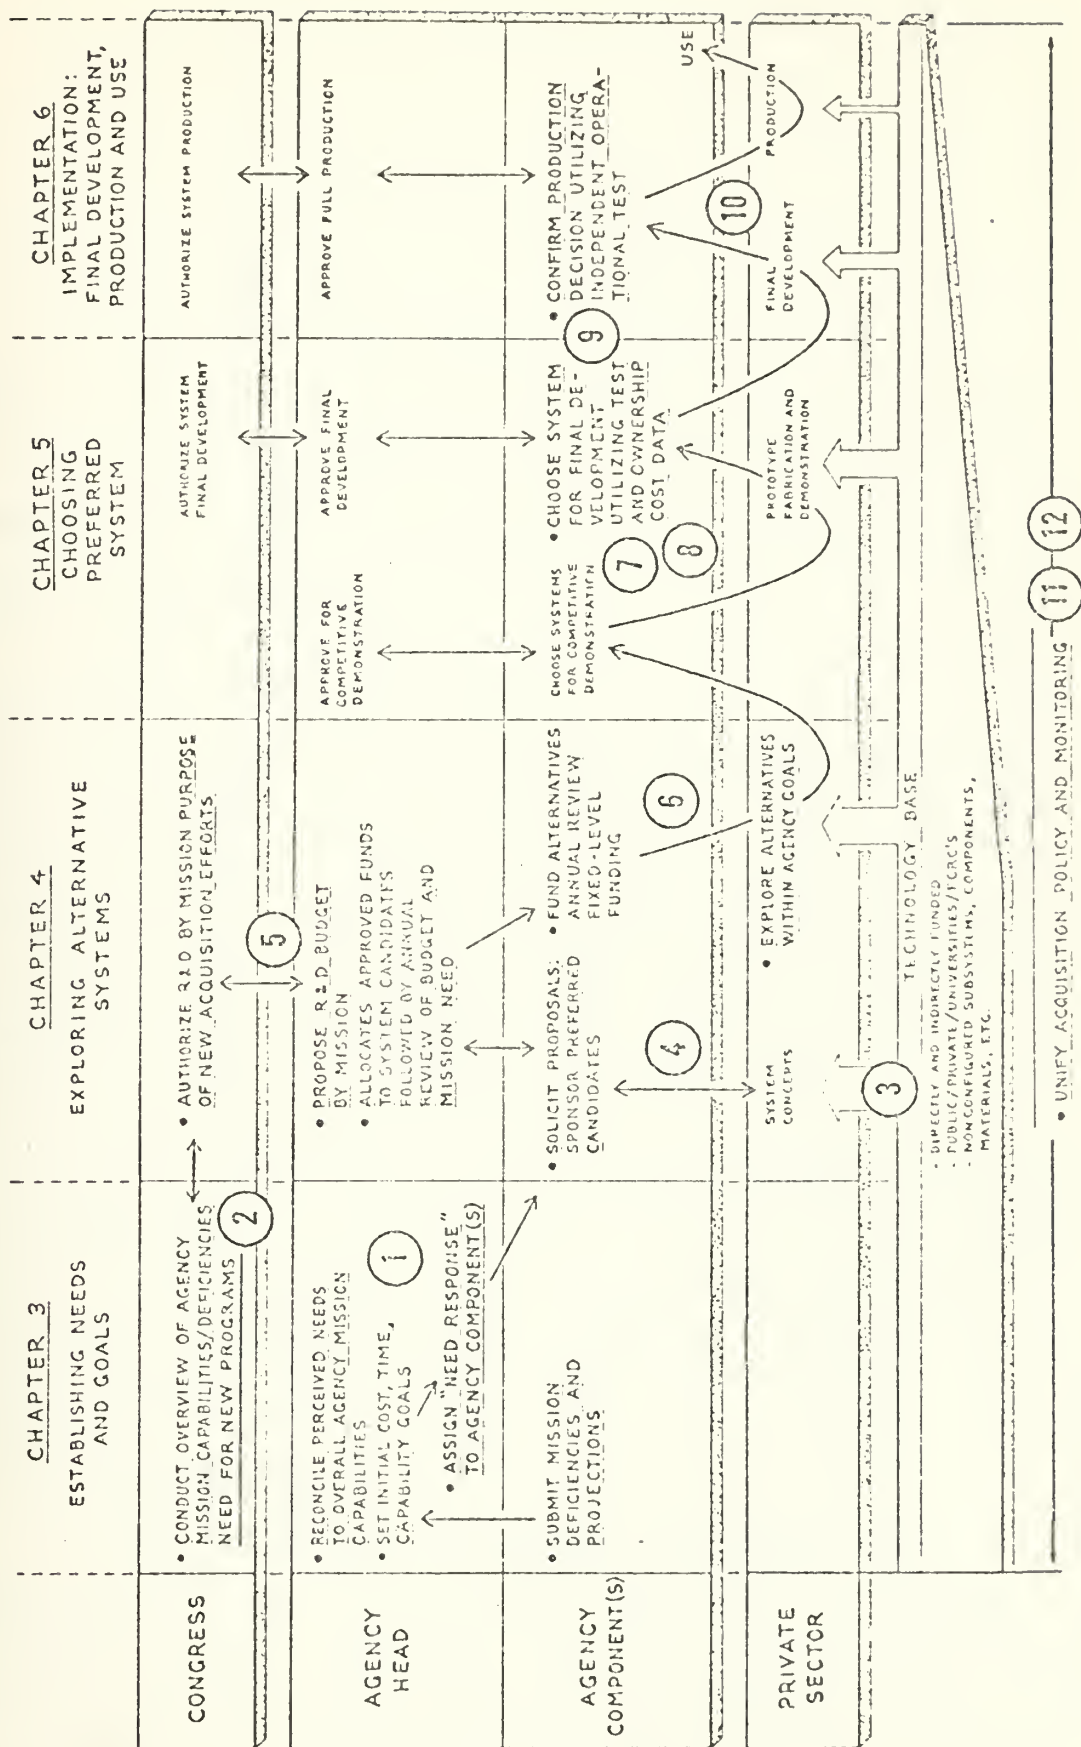 CHAPTER 3
ESTABLISHING NEEDS
AND GOALS
CHAPTER 4
EXPLORING ALTERNATIVE
SYSTEMS
CHAPTER 5
CHOOSING
PREFERRED
SYSTEM
CHAPTER 6
IMPLEMENTATION:
FINAL DEVELOPMENT,
PRODUCTION AND USE
CONGRESS
• CONDUCT OVERVIEW OF AGENCY
MISSION CAPABILITIES/DEFICIENCIES
NEED FOR NEW PROGRAMS
2
• AUTHORIZE R&D BY MISSION PURPOSE
OF NEW ACQUISITION EFFORTS
5
AUTHORIZE SYSTEM
FINAL DEVELOPMENT
AUTHORIZE SYSTEM PRODUCTION
AGENCY
HEAD
• RECONCILE PERCEIVED NEEDS
TO OVERALL AGENCY MISSION
CAPABILITIES
• SET INITIAL COST, TIME,
CAPABILITY GOALS
1
• ASSIGN "NEED RESPONSE"
TO AGENCY COMPONENT(S)
• PROPOSE R&D BUDGET
BY MISSION
• ALLOCATES APPROVED FUNDS
TO SYSTEM CANDIDATES
FOLLOWED BY ANNUAL
REVIEW OF BUDGET AND
MISSION NEED
APPROVE FOR
COMPETITIVE
DEMONSTRATION
APPROVE FINAL
DEVELOPMENT
APPROVE FULL PRODUCTION
AGENCY
COMPONENT(S)
• SUBMIT MISSION
DEFICIENCIES AND
PROJECTIONS
• SOLICIT PROPOSALS:
SPONSOR PREFERRED
CANDIDATES
4
• FUND ALTERNATIVES
ANNUAL REVIEW
FIXED-LEVEL
FUNDING
6
CHOOSE SYSTEMS
FOR COMPETITIVE
DEMONSTRATION
7
8
• CHOOSE SYSTEM
FOR FINAL DE-
VELOPMENT
UTILIZING TEST
AND OWNERSHIP
COST DATA
9
• CONFIRM PRODUCTION
DECISION UTILIZING
INDEPENDENT OPERA-
TIONAL TEST
10
USE
PRIVATE
SECTOR
SYSTEM
CONCEPTS
3
• EXPLORE ALTERNATIVES
WITHIN AGENCY GOALS
PROTOTYPE
FABRICATION AND
DEMONSTRATION
FINAL
DEVELOPMENT
PRODUCTION
TECHNOLOGY BASE
- DIRECTLY AND INDIRECTLY FUNDED
- PUBLIC/PRIVATE/UNIVERSITIES/FCRC'S
- NONCONFIGURED SUBSYSTEMS, COMPONENTS,
MATERIALS, ETC.
• UNIFY ACQUISITION POLICY AND MONITORING
11
12